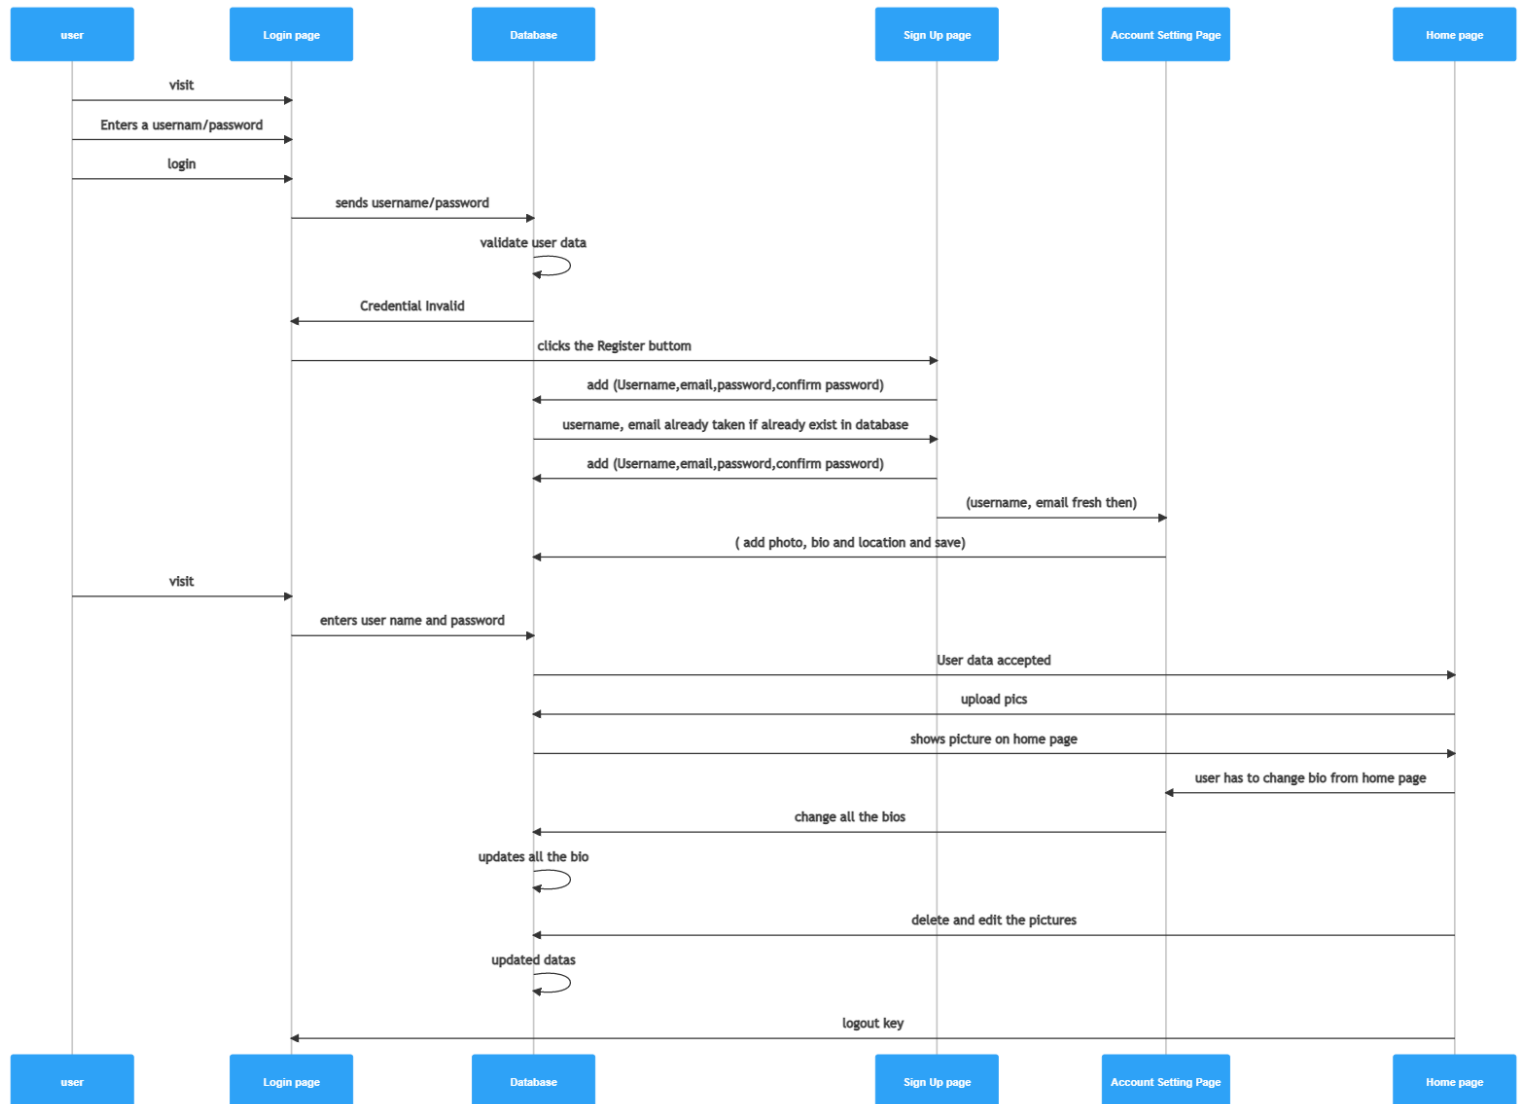 user
Login page
Database
Sign Up page
Account Setting Page
Home page
visit
Enters a usernam/password
login
sends username/password
validate user data
Credential Invalid
clicks the Register buttom
add (Username,email,password,confirm password)
username, email already taken if already exist in database
add (Username,email,password,confirm password)
(username, email fresh then)
( add photo, bio and location and save)
visit
enters user name and password
User data accepted
upload pics
shows picture on home page
user has to change bio from home page
change all the bios
updates all the bio
delete and edit the pictures
updated datas
logout key
user
Login page
Database
Sign Up page
Account Setting Page
Home page